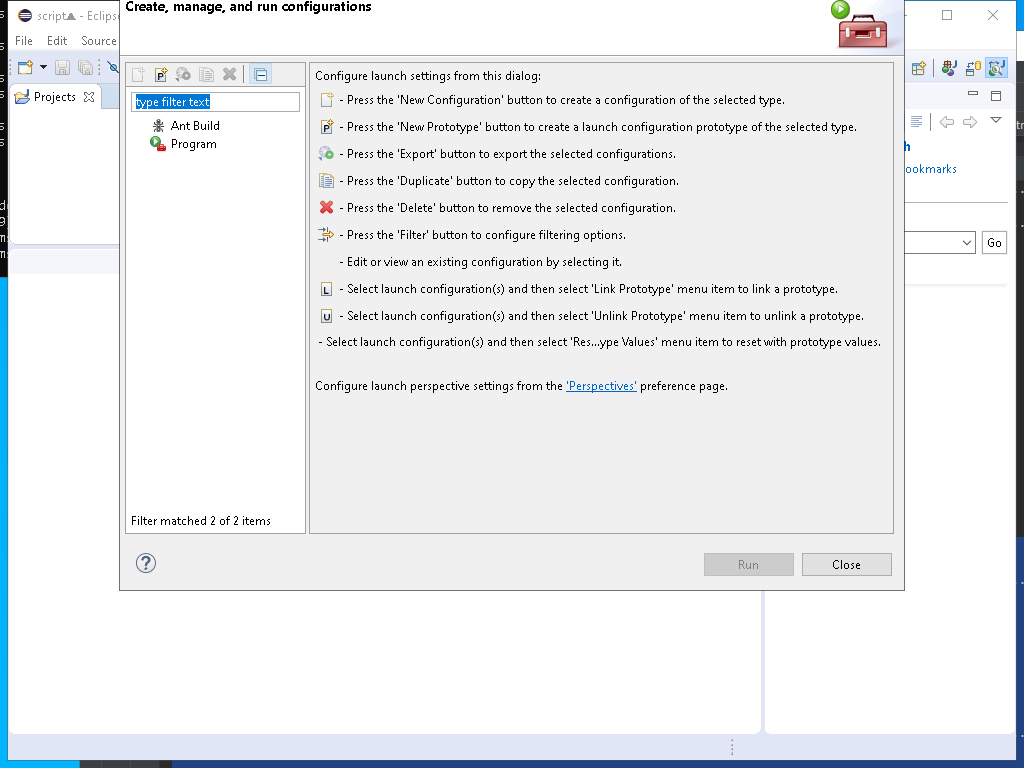 Create, manage, and run configurations
File Edit Source
Projects
type filter text
Ant Build
Program
Filter matched 2 of 2 items
Configure launch settings from this dialog:
- Press the 'New Configuration' button to create a configuration of the selected type.
- Press the 'New Prototype' button to create a launch configuration prototype of the selected type.
- Press the 'Export' button to export the selected configurations.
- Press the 'Duplicate' button to copy the selected configuration.
- Press the 'Delete' button to remove the selected configuration.
- Press the 'Filter' button to configure filtering options.
- Edit or view an existing configuration by selecting it.
L - Select launch configuration(s) and then select 'Link Prototype' menu item to link a prototype.
U - Select launch configuration(s) and then select 'Unlink Prototype' menu item to unlink a prototype.
- Select launch configuration(s) and then select 'Res...ype Values' menu item to reset with prototype values.
Configure launch perspective settings from the 'Perspectives' preference page.
Run
Close
ookmarks
Go